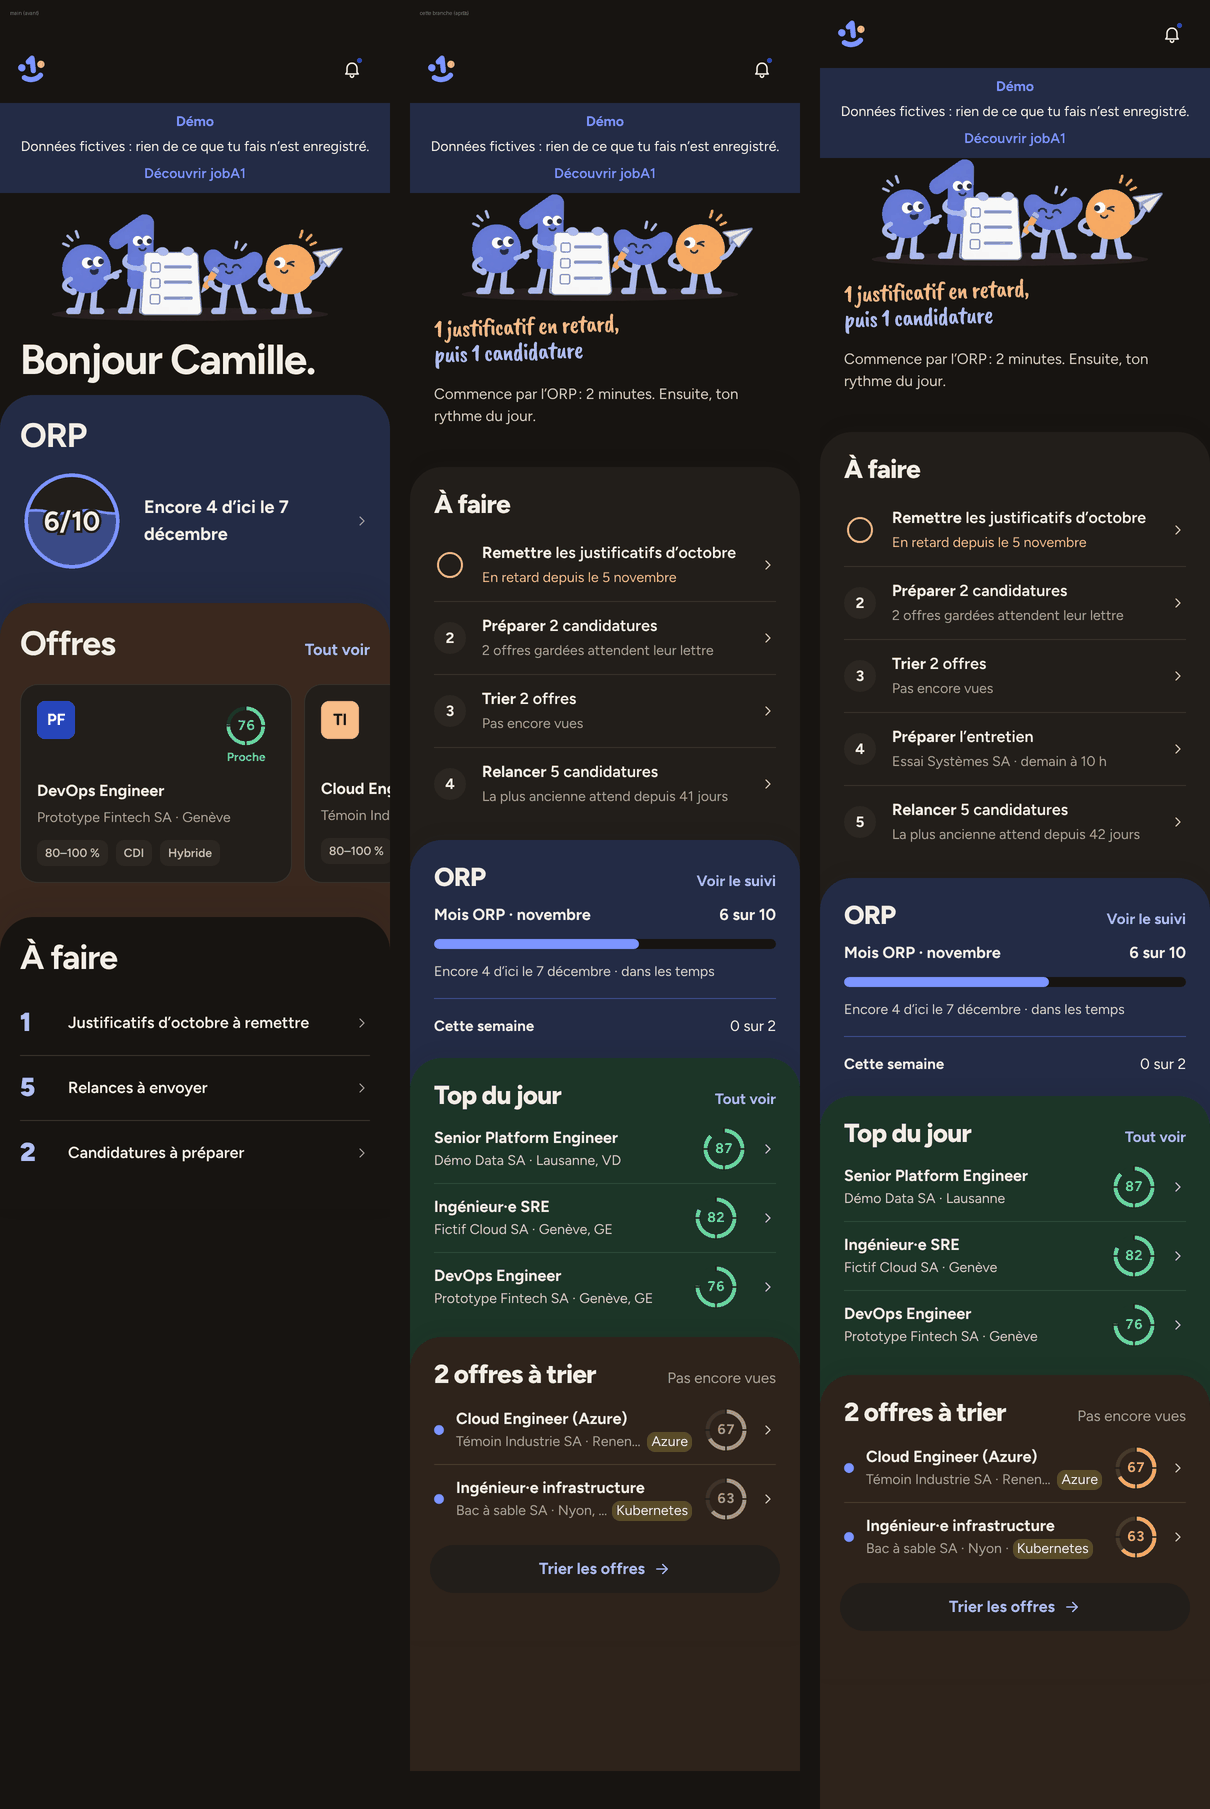 main (avant)
Démo
Données fictives : rien de ce que tu fais n’est enregistré.
Découvrir jobA1
Bonjour Camille.
ORP
6/10
Encore 4 d’ici le 7
décembre
Offres
Tout voir
PF
76
Proche
DevOps Engineer
Prototype Fintech SA · Genève
80–100 %
CDI
Hybride
TI
Cloud Eng
Témoin Ind
80–100 %
À faire
1
Justificatifs d’octobre à remettre
5
Relances à envoyer
2
Candidatures à préparer
cette branche (après)
Démo
Données fictives : rien de ce que tu fais n’est enregistré.
Découvrir jobA1
1 justificatif en retard,
puis 1 candidature
Commence par l’ORP : 2 minutes. Ensuite, ton
rythme du jour.
À faire
Remettre les justificatifs d’octobre
En retard depuis le 5 novembre
2
Préparer 2 candidatures
2 offres gardées attendent leur lettre
3
Trier 2 offres
Pas encore vues
4
Relancer 5 candidatures
La plus ancienne attend depuis 41 jours
ORP
Voir le suivi
Mois ORP · novembre
6 sur 10
Encore 4 d’ici le 7 décembre · dans les temps
Cette semaine
0 sur 2
Top du jour
Tout voir
Senior Platform Engineer
Démo Data SA · Lausanne, VD
87
Ingénieur·e SRE
Fictif Cloud SA · Genève, GE
82
DevOps Engineer
Prototype Fintech SA · Genève, GE
76
2 offres à trier
Pas encore vues
Cloud Engineer (Azure)
Témoin Industrie SA · Renen... Azure
67
Ingénieur·e infrastructure
Bac à sable SA · Nyon, ... Kubernetes
63
Trier les offres →
Démo
Données fictives : rien de ce que tu fais n’est enregistré.
Découvrir jobA1
1 justificatif en retard,
puis 1 candidature
Commence par l’ORP : 2 minutes. Ensuite, ton
rythme du jour.
À faire
Remettre les justificatifs d’octobre
En retard depuis le 5 novembre
2
Préparer 2 candidatures
2 offres gardées attendent leur lettre
3
Trier 2 offres
Pas encore vues
4
Préparer l’entretien
Essai Systèmes SA · demain à 10 h
5
Relancer 5 candidatures
La plus ancienne attend depuis 42 jours
ORP
Voir le suivi
Mois ORP · novembre
6 sur 10
Encore 4 d’ici le 7 décembre · dans les temps
Cette semaine
0 sur 2
Top du jour
Tout voir
Senior Platform Engineer
Démo Data SA · Lausanne
87
Ingénieur·e SRE
Fictif Cloud SA · Genève
82
DevOps Engineer
Prototype Fintech SA · Genève
76
2 offres à trier
Pas encore vues
Cloud Engineer (Azure)
Témoin Industrie SA · Renen... Azure
67
Ingénieur·e infrastructure
Bac à sable SA · Nyon · Kubernetes
63
Trier les offres →